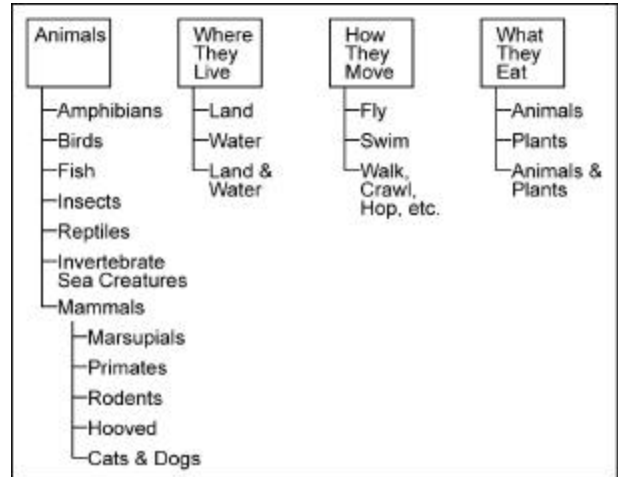 Animals
Amphibians
Birds
Fish
Insects
Reptiles
Invertebrate
Sea Creatures
Mammals
Marsupials
Primates
Rodents
Hooved
Cats & Dogs
Where
They
Live
Land
Water
Land &
Water
How
They
Move
Fly
Swim
Walk,
Crawl,
Hop, etc.
What
They
Eat
Animals
Plants
Animals &
Plants